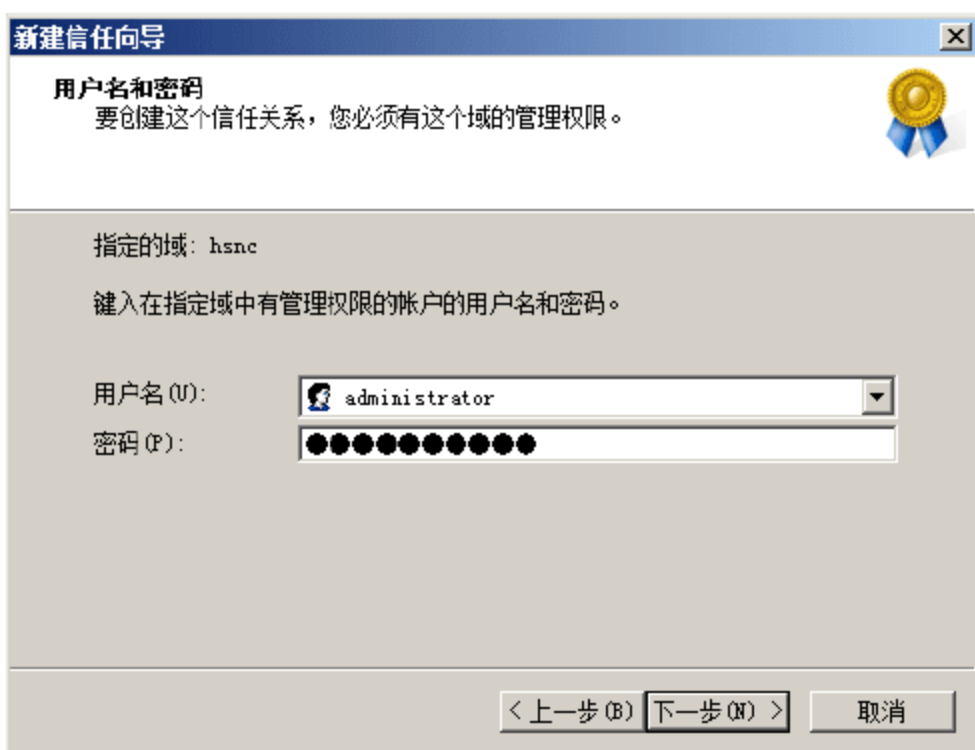 新建信任向导
用户名和密码
要创建这个信任关系，您必须有这个域的管理权限。
指定的域: hsnc
键入在指定域中有管理权限的帐户的用户名和密码。
用户名(U): administrator
密码(P): ●●●●●●●●●●
< 上一步(B) 下一步(N) > 取消